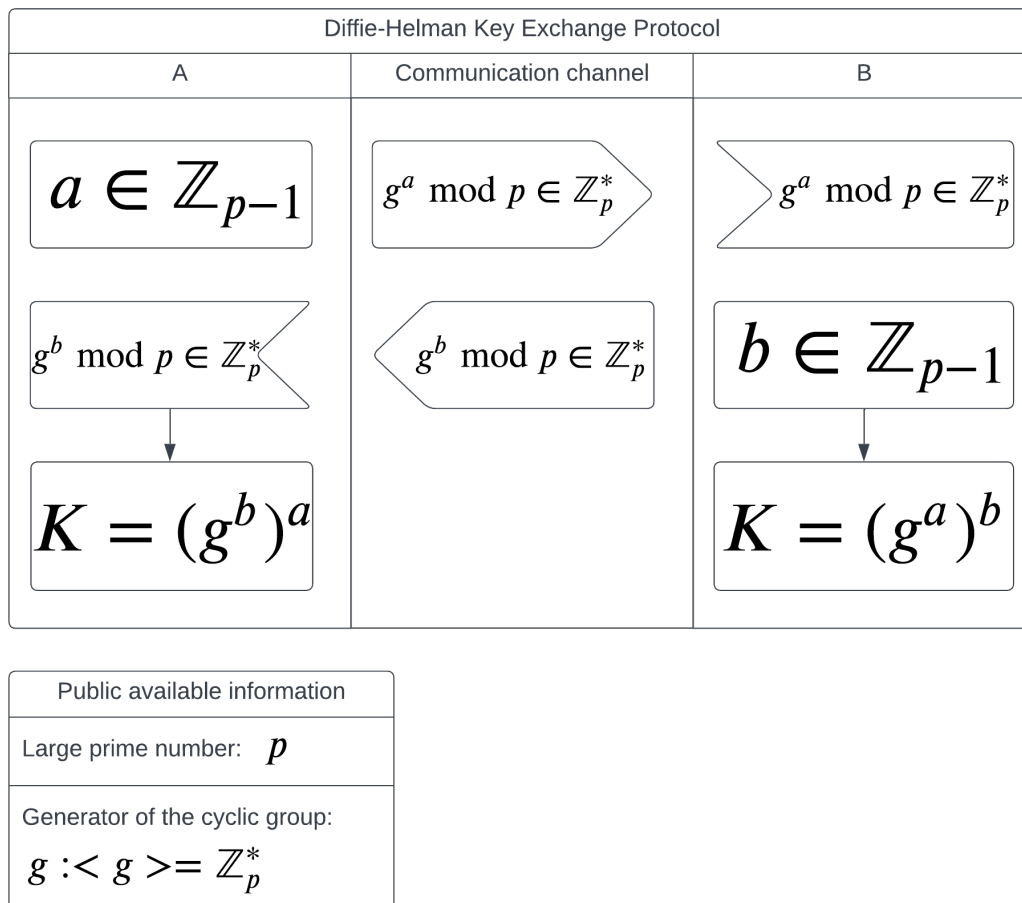 Diffie-Helman Key Exchange Protocol
A
Communication channel
B
a ∈ ℤ_{p−1}
g^a mod p ∈ ℤ_p^*
g^a mod p ∈ ℤ_p^*
g^b mod p ∈ ℤ_p^*
g^b mod p ∈ ℤ_p^*
b ∈ ℤ_{p−1}
K = (g^b)^a
K = (g^a)^b
Public available information
Large prime number: p
Generator of the cyclic group:
g :< g >= ℤ_p^*